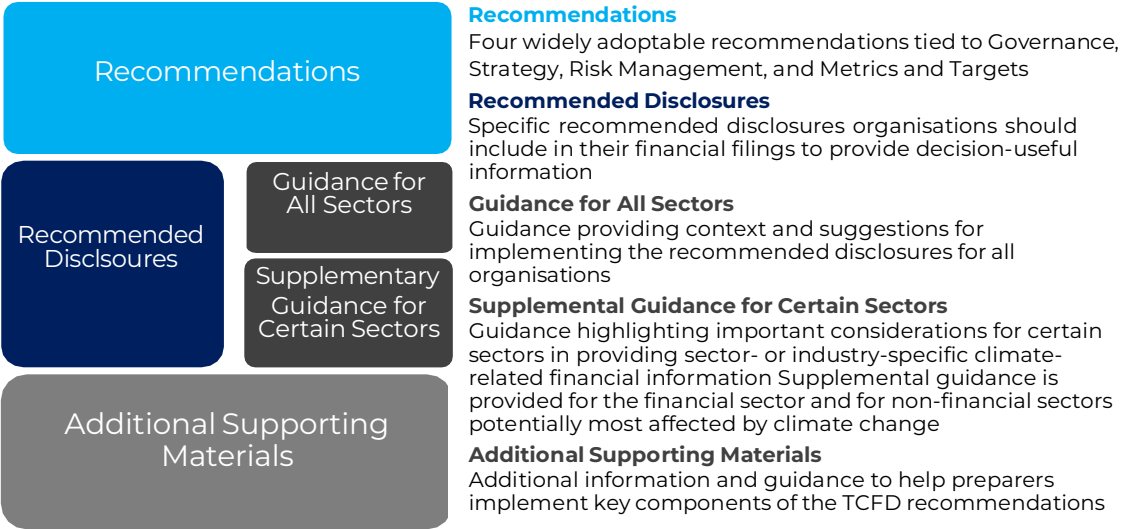 Recommendations
Recommended
Disclsoures
Guidance for
All Sectors
Supplementary
Guidance for
Certain Sectors
Additional Supporting
Materials
Recommendations
Four widely adoptable recommendations tied to Governance,
Strategy, Risk Management, and Metrics and Targets
Recommended Disclosures
Specific recommended disclosures organisations should
include in their financial filings to provide decision-useful
information
Guidance for All Sectors
Guidance providing context and suggestions for
implementing the recommended disclosures for all
organisations
Supplemental Guidance for Certain Sectors
Guidance highlighting important considerations for certain
sectors in providing sector- or industry-specific climate-
related financial information Supplemental guidance is
provided for the financial sector and for non-financial sectors
potentially most affected by climate change
Additional Supporting Materials
Additional information and guidance to help preparers
implement key components of the TCFD recommendations